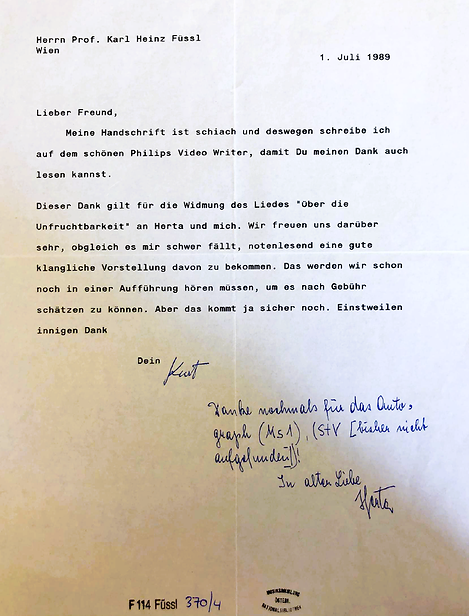 Herrn Prof. Karl Heinz Füssl
Wien
1. Juli 1989
Lieber Freund,
Meine Handschrift ist schiach und deswegen schreibe ich
auf dem schönen Philips Video Writer, damit Du meinen Dank auch
lesen kannst.
Dieser Dank gilt für die Widmung des Liedes "Über die
Unfruchtbarkeit" an Herta und mich. Wir freuen uns darüber
sehr, obgleich es mir schwer fällt, notenlesend eine gute
klangliche Vorstellung davon zu bekommen. Das werden wir schon
noch in einer Aufführung hören müssen, um es nach Gebühr
schätzen zu können. Aber das kommt ja sicher noch. Einstweilen
innigen Dank
Dein Kurt
Danke nochmals für das Auto-
graph (MS1), (S+V [bisher nicht
aufgefunden])!
In alter Liebe
Herta
F 114 Füssl 370/4